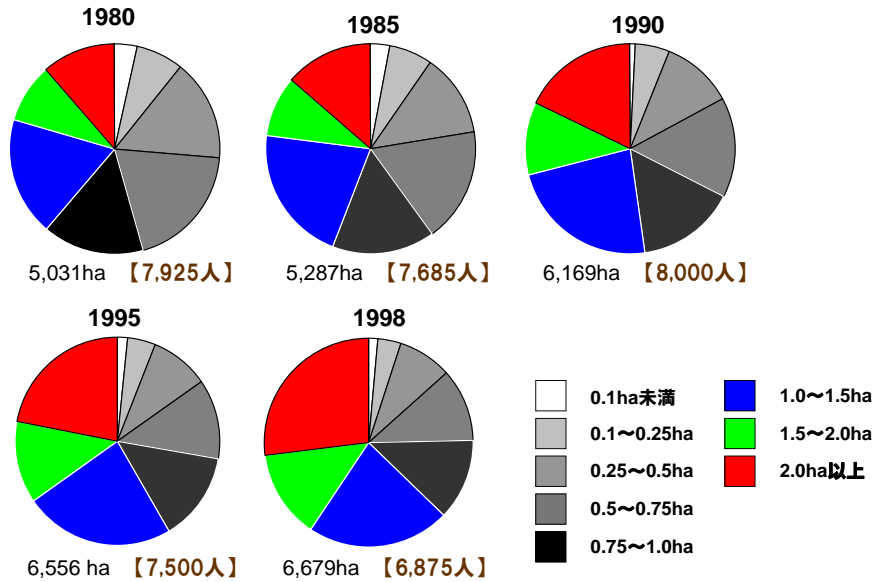 1980
5,031ha 【7,925人】
1985
5,287ha 【7,685人】
1990
6,169ha 【8,000人】
1995
6,556 ha 【7,500人】
1998
6,679ha 【6,875人】
0.1ha未満
0.1〜0.25ha
0.25〜0.5ha
0.5〜0.75ha
0.75〜1.0ha
1.0〜1.5ha
1.5〜2.0ha
2.0ha以上